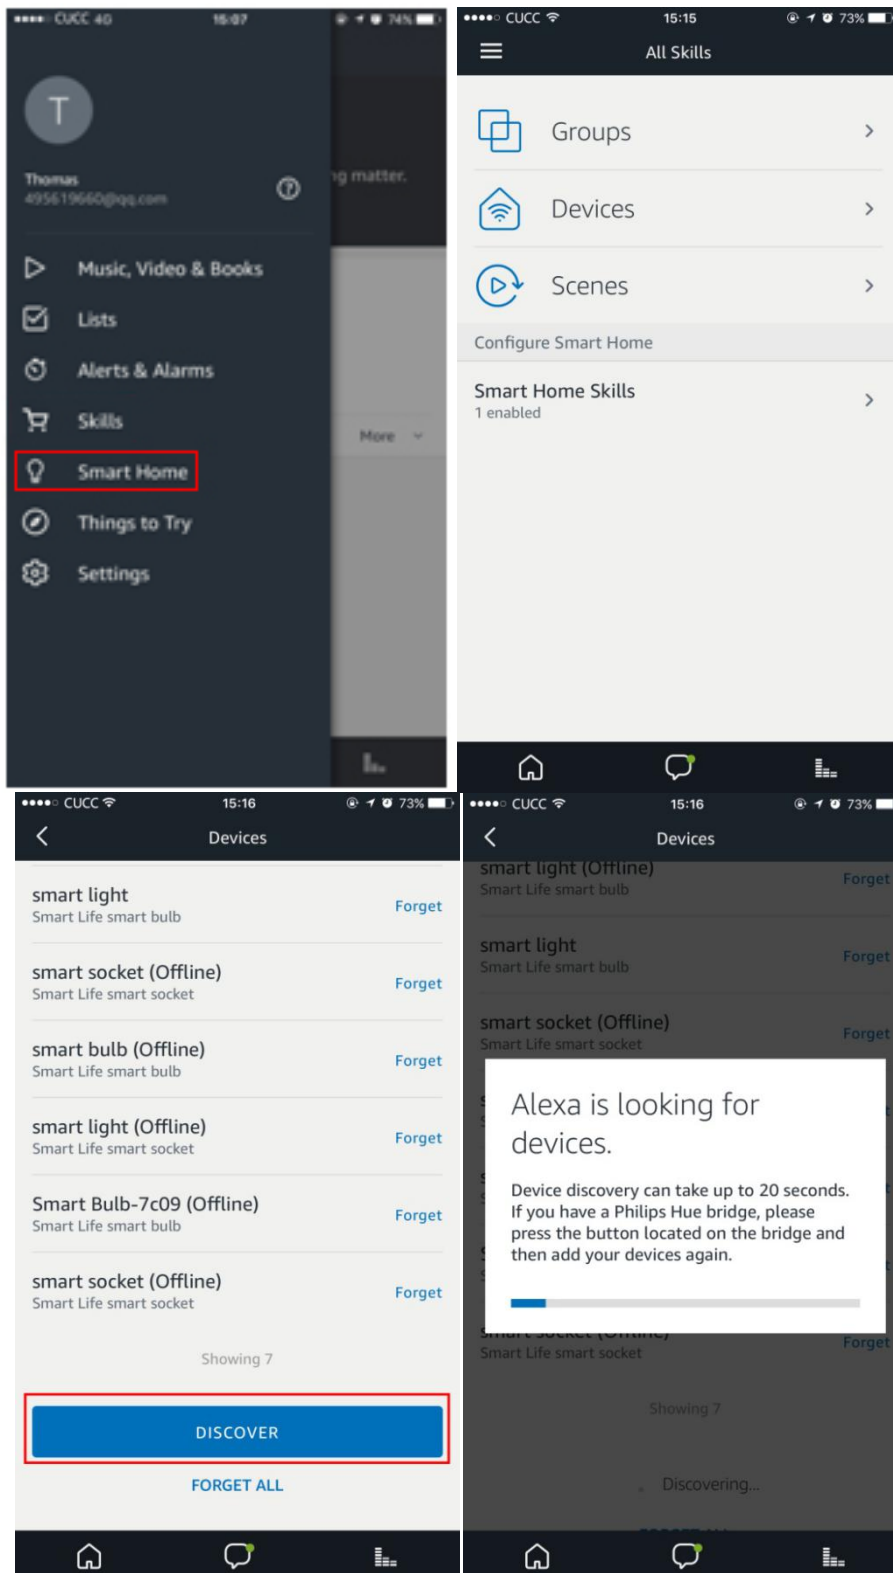 CUCC 4G 15:07 74%
T
Thomas
495619660@qq.com
ng matter.
Music, Video & Books
Lists
Alerts & Alarms
Skills
More
Smart Home
Things to Try
Settings
CUCC 15:15 73%
All Skills
Groups
Devices
Scenes
Configure Smart Home
Smart Home Skills
1 enabled
CUCC 15:16 73%
Devices
smart light
Smart Life smart bulb
Forget
smart socket (Offline)
Smart Life smart socket
Forget
smart bulb (Offline)
Smart Life smart bulb
Forget
smart light (Offline)
Smart Life smart socket
Forget
Smart Bulb-7c09 (Offline)
Smart Life smart bulb
Forget
smart socket (Offline)
Smart Life smart socket
Forget
Showing 7
DISCOVER
FORGET ALL
CUCC 15:16 73%
Devices
smart light (Offline)
Smart Life smart bulb
Forget
smart light
Smart Life smart bulb
Forget
smart socket (Offline)
Smart Life smart socket
Forget
Alexa is looking for
devices.
Device discovery can take up to 20 seconds.
If you have a Philips Hue bridge, please
press the button located on the bridge and
then add your devices again.
smart socket (Offline)
Smart Life smart socket
Forget
Showing 7
Discovering...